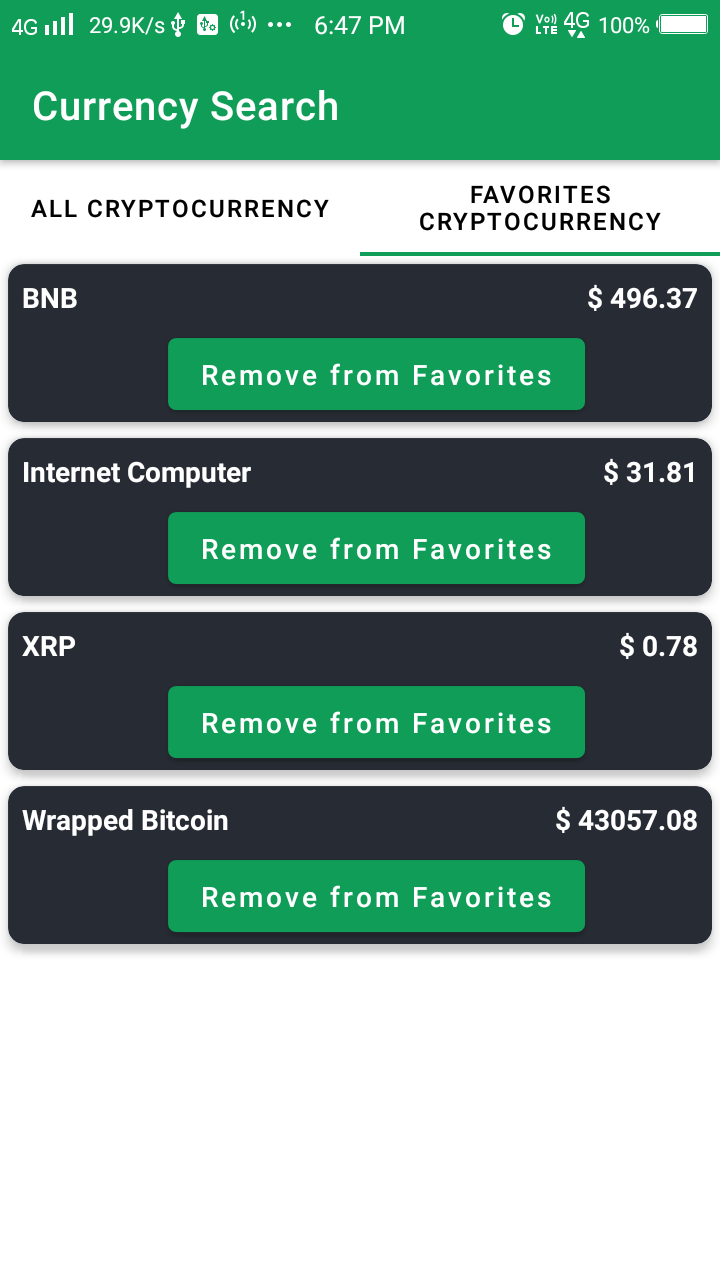 4G 29.9K/s 1 6:47 PM Vo) LTE 4G 100%
Currency Search
ALL CRYPTOCURRENCY
FAVORITES
CRYPTOCURRENCY
BNB $ 496.37
Remove from Favorites
Internet Computer $ 31.81
Remove from Favorites
XRP $ 0.78
Remove from Favorites
Wrapped Bitcoin $ 43057.08
Remove from Favorites